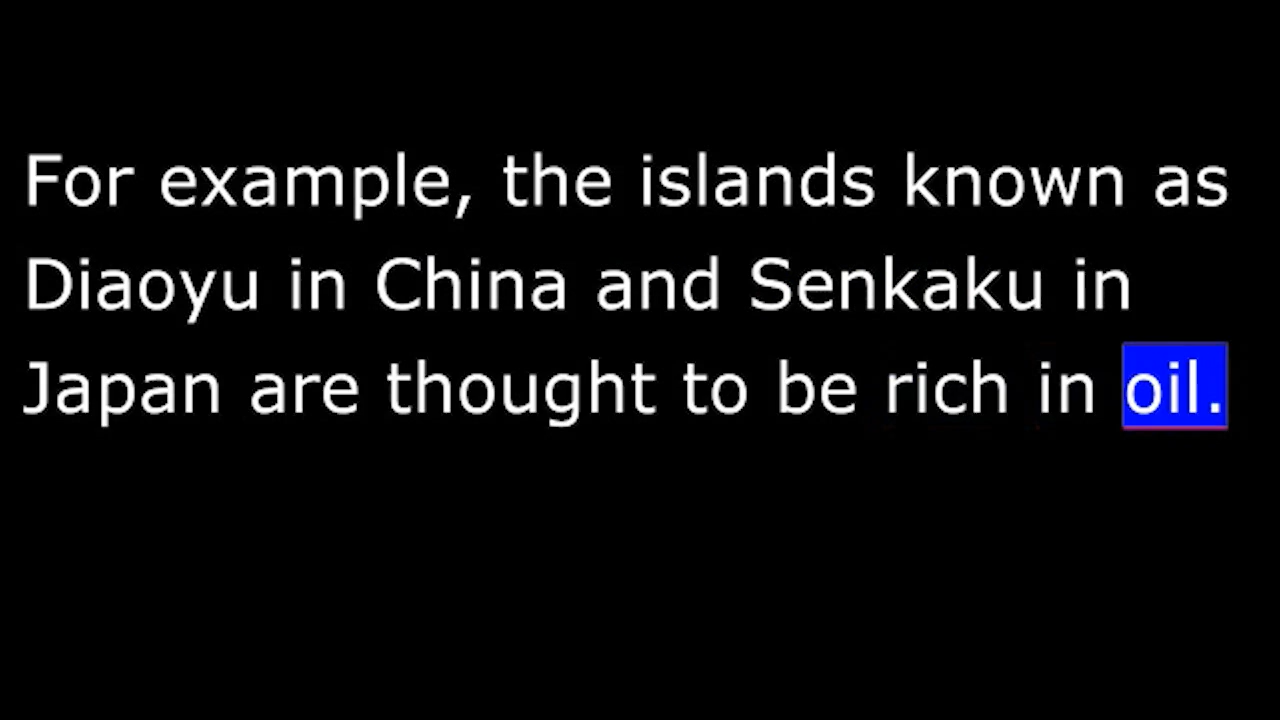 For example, the islands known as
Diaoyu in China and Senkaku in
Japan are thought to be rich in oil.